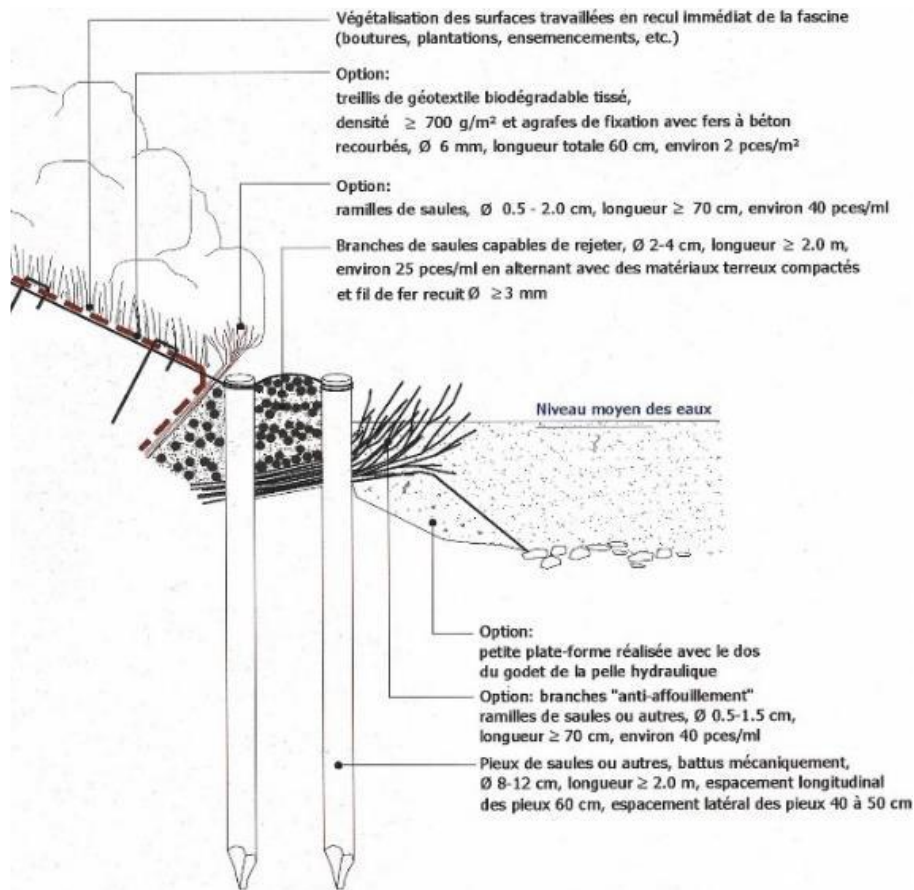 Végétalisation des surfaces travaillées en recul immédiat de la fascine
(boutures, plantations, ensemencements, etc.)
Option:
treillis de géotextile biodégradable tissé,
densité ≥ 700 g/m² et agrafes de fixation avec fers à béton
recourbés, Ø 6 mm, longueur totale 60 cm, environ 2 pces/m²
Option:
ramilles de saules, Ø 0.5 - 2.0 cm, longueur ≥ 70 cm, environ 40 pces/ml
Branches de saules capables de rejeter, Ø 2-4 cm, longueur ≥ 2.0 m,
environ 25 pces/ml en alternant avec des matériaux terreux compactés
et fil de fer recuit Ø ≥3 mm
Niveau moyen des eaux
Option:
petite plate-forme réalisée avec le dos
du godet de la pelle hydraulique
Option: branches "anti-affouillement"
ramilles de saules ou autres, Ø 0.5-1.5 cm,
longueur ≥ 70 cm, environ 40 pces/ml
Pieux de saules ou autres, battus mécaniquement,
Ø 8-12 cm, longueur ≥ 2.0 m, espacement longitudinal
des pieux 60 cm, espacement latéral des pieux 40 à 50 cm